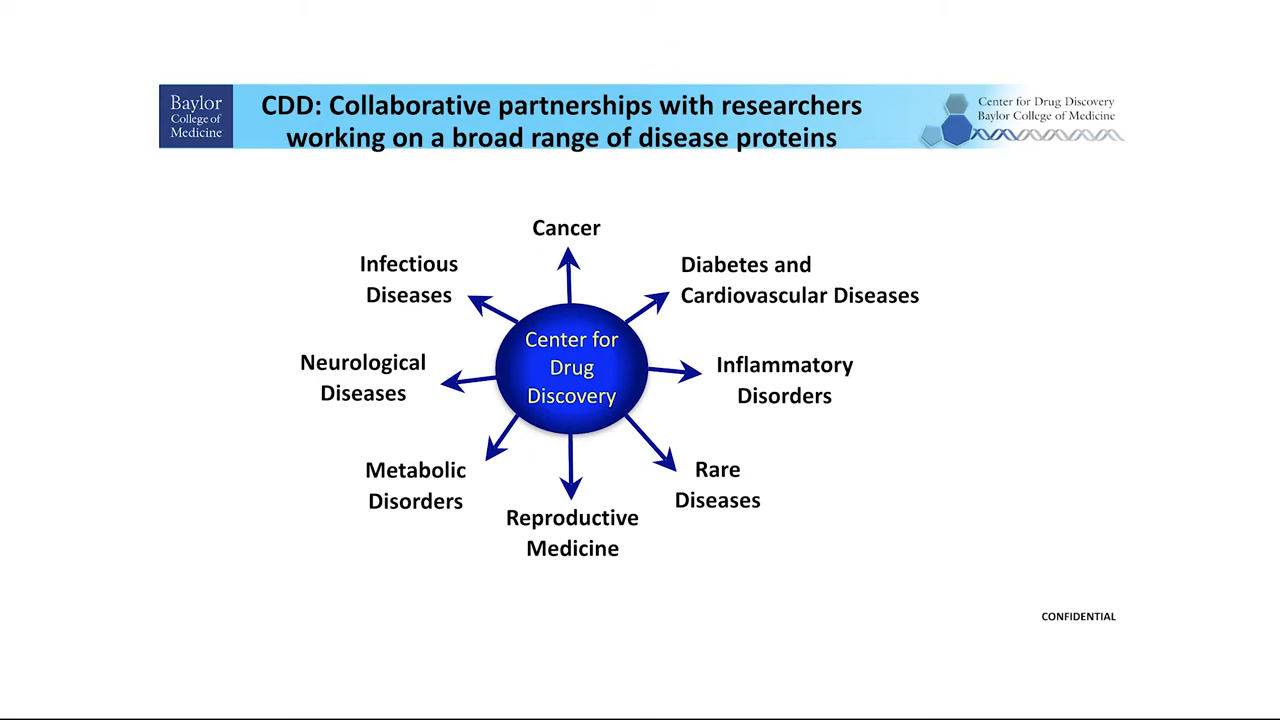 Baylor
College of
Medicine
CDD: Collaborative partnerships with researchers
working on a broad range of disease proteins
Center for Drug Discovery
Baylor College of Medicine
Cancer
Infectious
Diseases
Diabetes and
Cardiovascular Diseases
Center for
Drug
Discovery
Neurological
Diseases
Inflammatory
Disorders
Metabolic
Disorders
Rare
Diseases
Reproductive
Medicine
CONFIDENTIAL